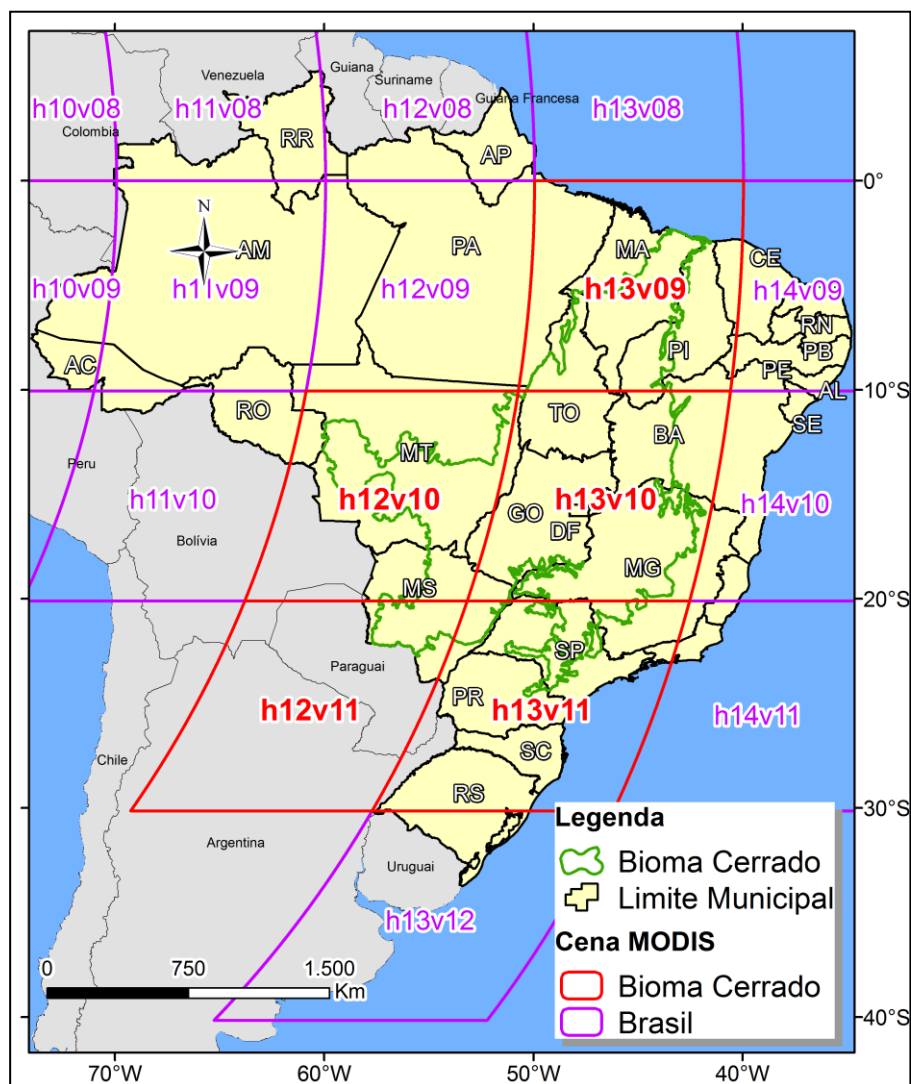 Venezuela
Guiana
Suriname
Guiana Francesa
h10v08
h11v08
h12v08
h13v08
Colombia
RR
AP
0°
N
AM
PA
MA
CE
h10v09
h11v09
h12v09
h13v09
h14v09
RN
PI
PB
AC
PE
AL
10°S
RO
TO
SE
BA
MT
Peru
h11v10
h12v10
h13v10
h14v10
GO
DF
Bolívia
MG
MS
20°S
SP
Paraguai
PR
h12v11
h13v11
h14v11
SC
Chile
RS
30°S
Argentina
Uruguai
h13v12
Legenda
Bioma Cerrado
Limite Municipal
Cena MODIS
Bioma Cerrado
Brasil
0 750 1.500
Km
40°S
70°W 60°W 50°W 40°W